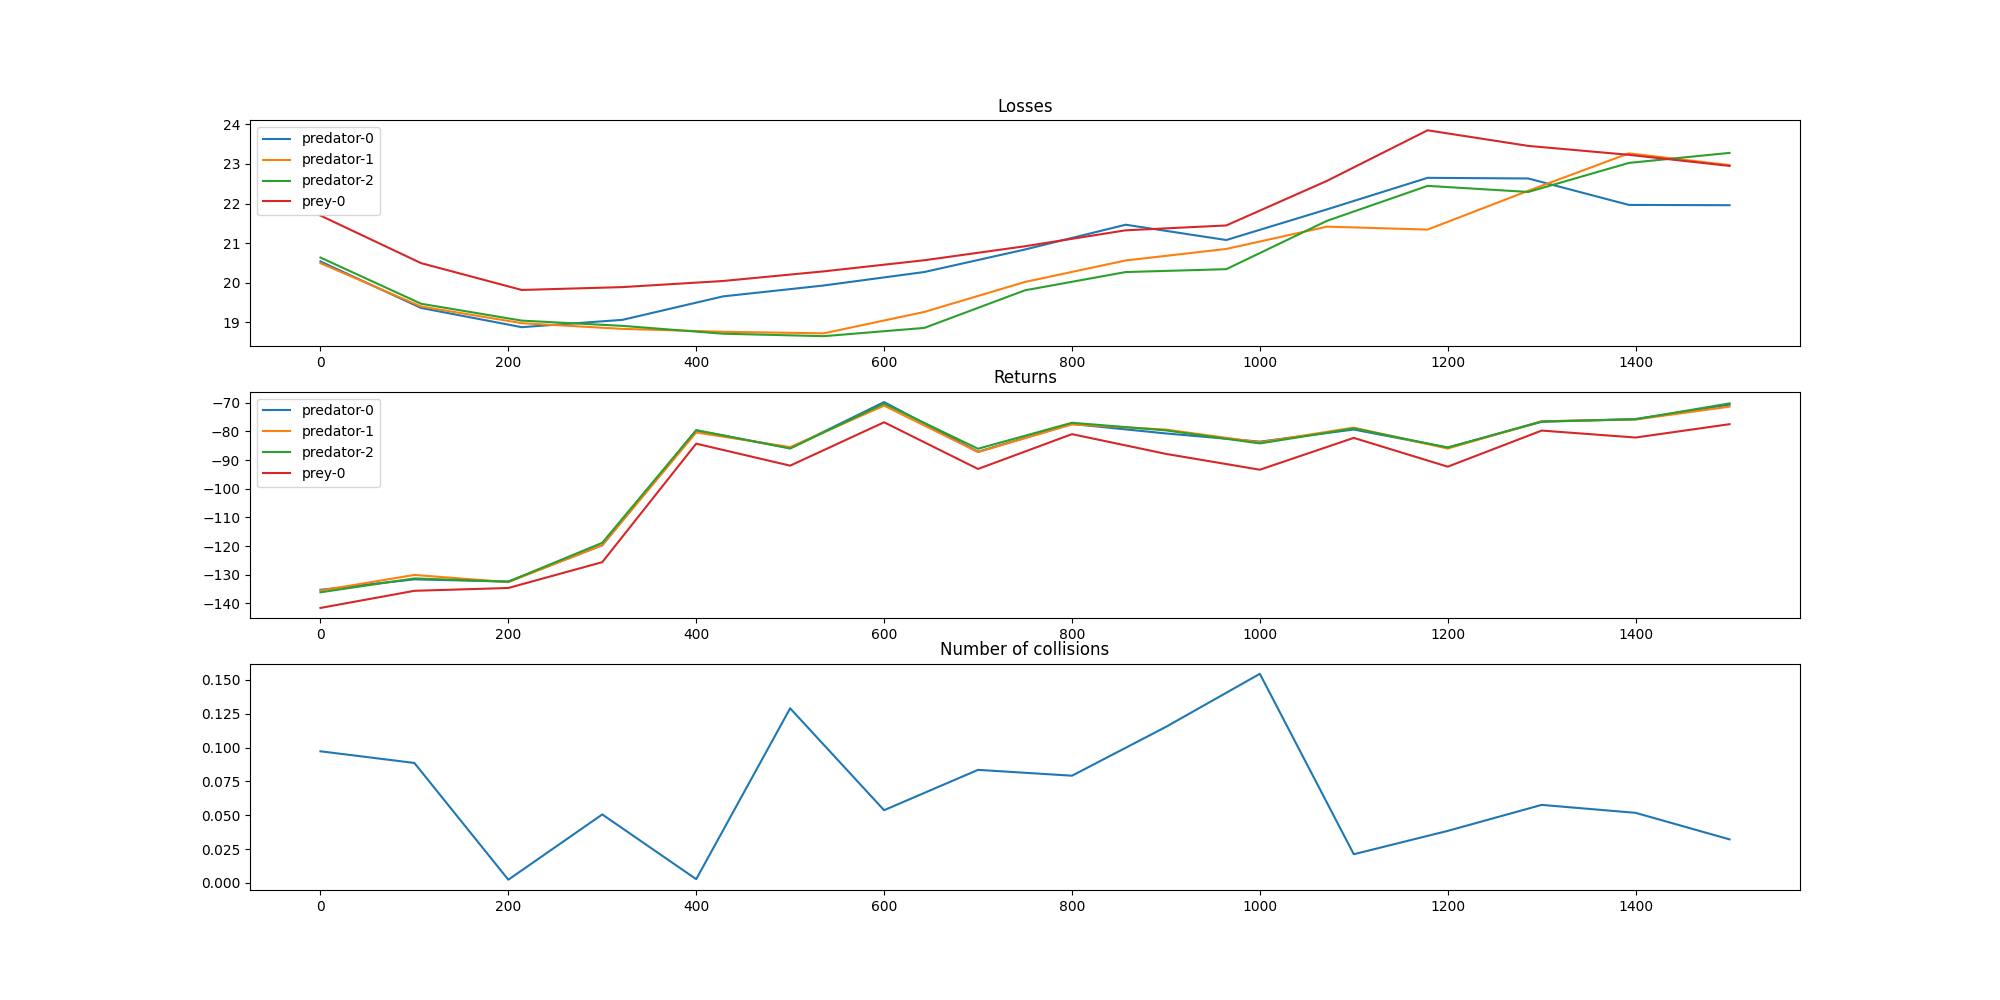 Losses
24
23
22
21
20
19
predator-0
predator-1
predator-2
prey-0
0 200 400 600 800 1000 1200 1400
Returns
−70
−80
−90
−100
−110
−120
−130
−140
predator-0
predator-1
predator-2
prey-0
0 200 400 600 800 1000 1200 1400
Number of collisions
0.150
0.125
0.100
0.075
0.050
0.025
0.000
0 200 400 600 800 1000 1200 1400